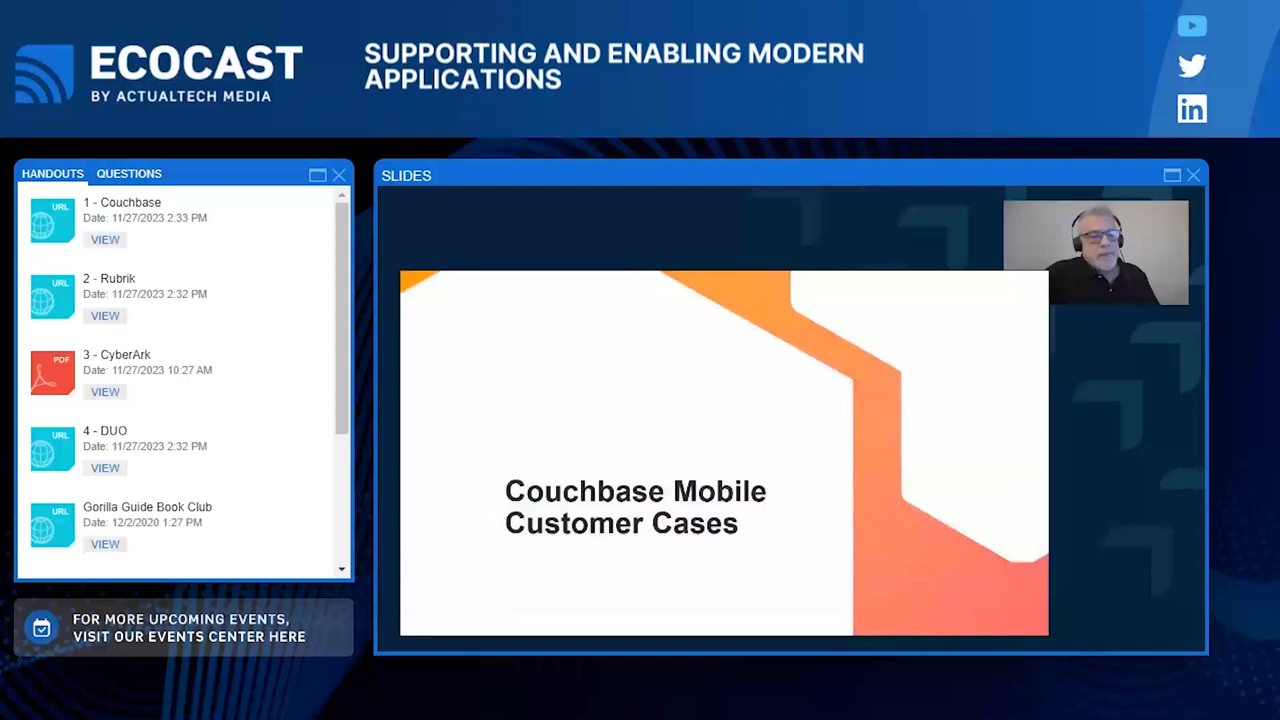 ECOCAST
BY ACTUALTECH MEDIA
SUPPORTING AND ENABLING MODERN
APPLICATIONS
in
HANDOUTS QUESTIONS
URL
1 - Couchbase
Date: 11/27/2023 2:33 PM
VIEW
URL
2 - Rubrik
Date: 11/27/2023 2:32 PM
VIEW
PDF
3 - CyberArk
Date: 11/27/2023 10:27 AM
VIEW
URL
4 - DUO
Date: 11/27/2023 2:32 PM
VIEW
URL
Gorilla Guide Book Club
Date: 12/2/2020 1:27 PM
VIEW
FOR MORE UPCOMING EVENTS,
VISIT OUR EVENTS CENTER HERE
SLIDES
Couchbase Mobile
Customer Cases